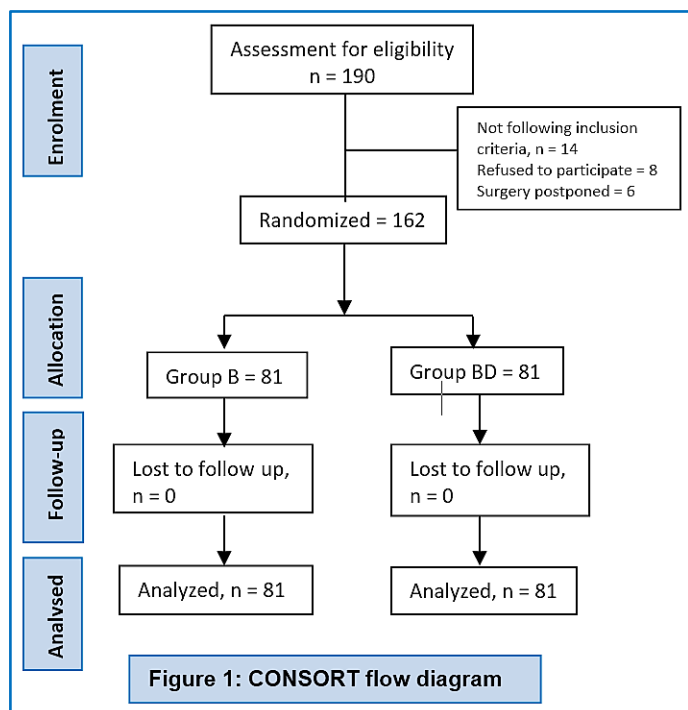 Assessment for eligibility
n = 190
Enrolment
Not following inclusion
criteria, n = 14
Refused to participate = 8
Surgery postponed = 6
Randomized = 162
Allocation
Group B = 81
Group BD = 81
Follow-up
Lost to follow up,
n = 0
Lost to follow up,
n = 0
Analvsed
Analyzed, n = 81
Analyzed, n = 81
Figure 1: CONSORT flow diagram